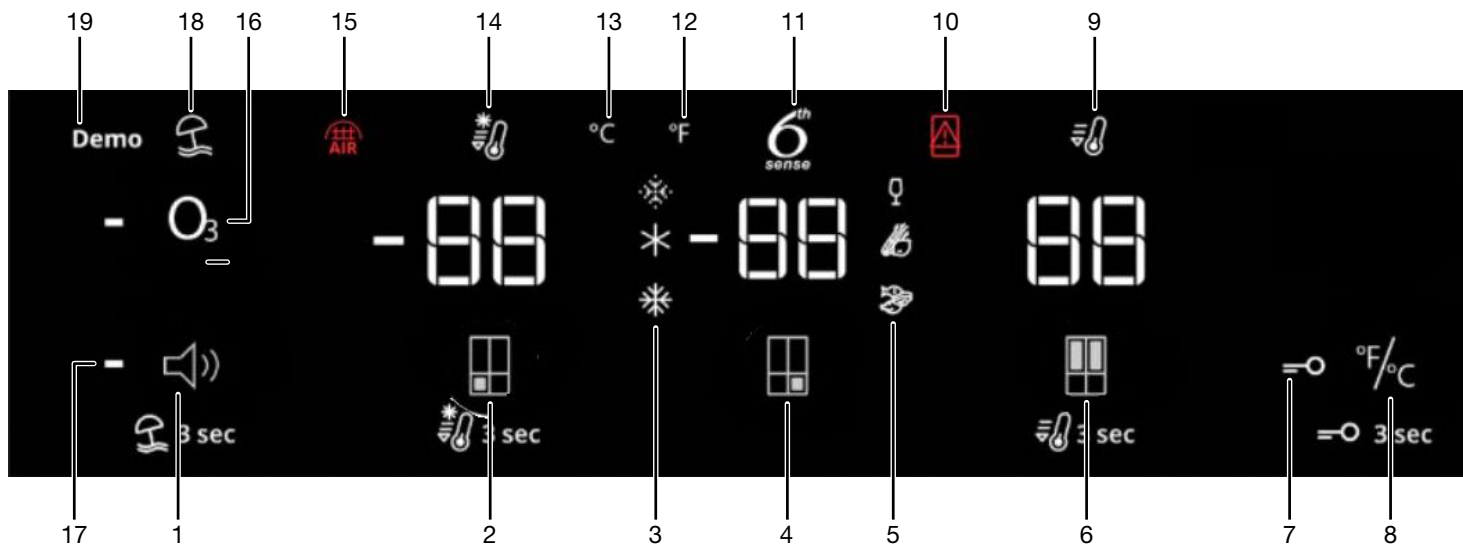 19 18 16 15 14 13 12 11 10 9
Demo AIR °C °F 6th sense
- O3 -88 -88 88
- °F/°C
3 sec 3 sec 3 sec 3 sec
17 1 2 3 4 5 6 7 8